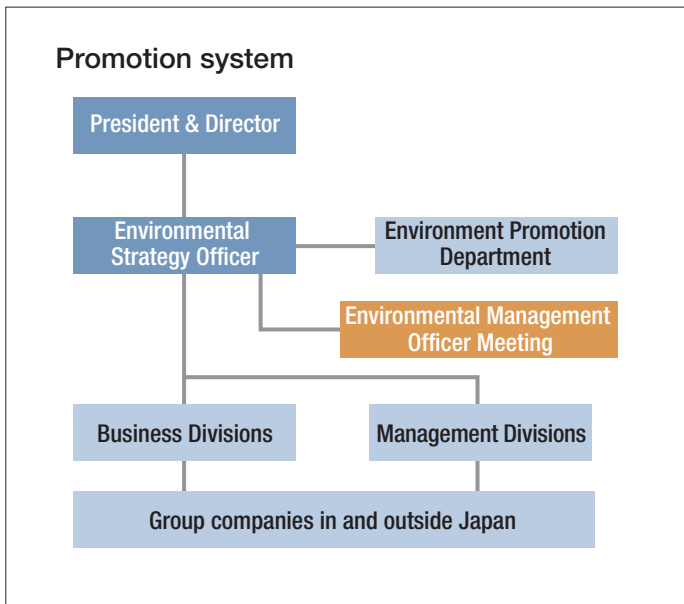 Promotion system
President & Director
Environmental
Strategy Officer
Environment Promotion
Department
Environmental Management
Officer Meeting
Business Divisions
Management Divisions
Group companies in and outside Japan